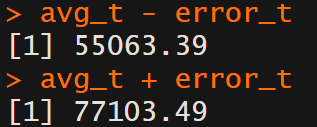 > avg_t - error_t
[1] 55063.39
> avg_t + error_t
[1] 77103.49